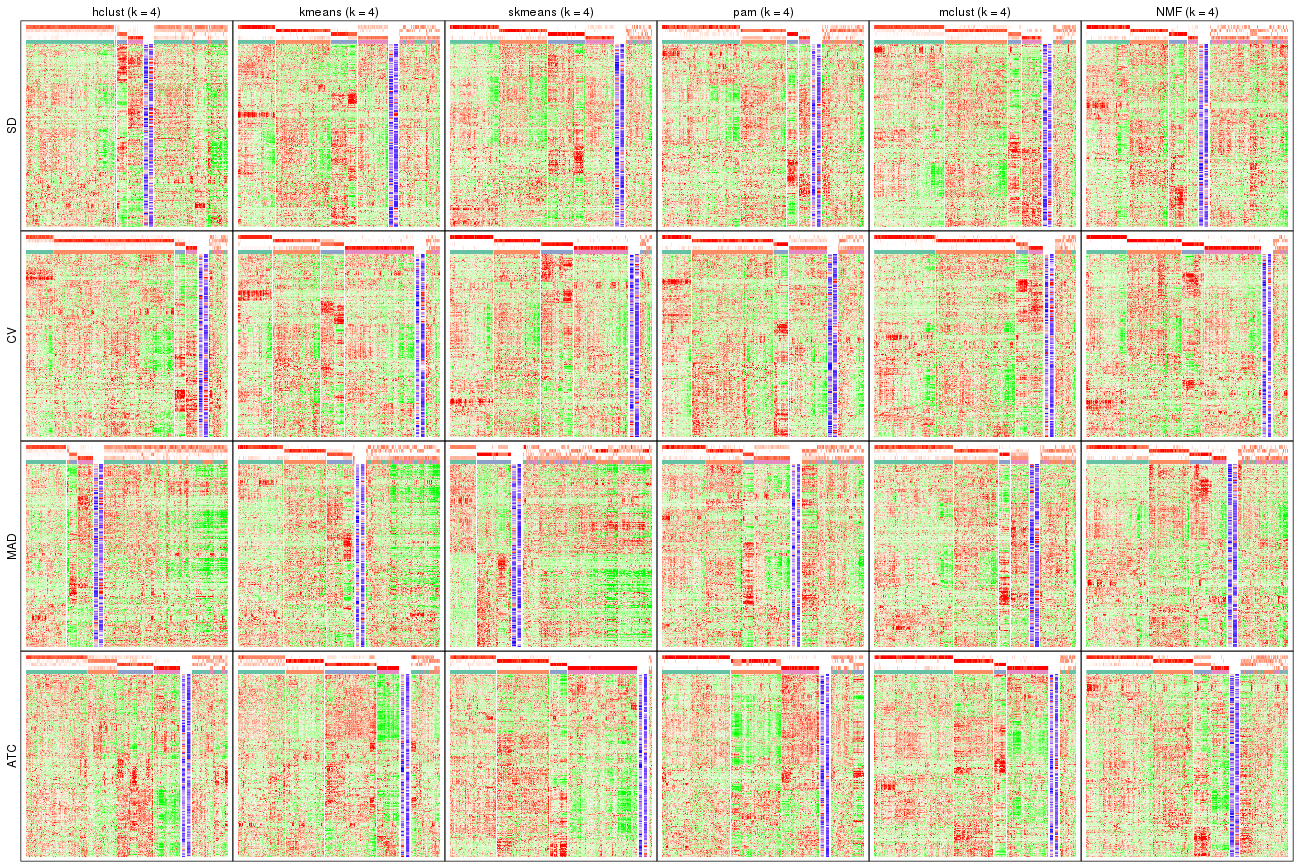 hclust (k = 4)
kmeans (k = 4)
skmeans (k = 4)
pam (k = 4)
mclust (k = 4)
NMF (k = 4)
SD
CV
MAD
ATC